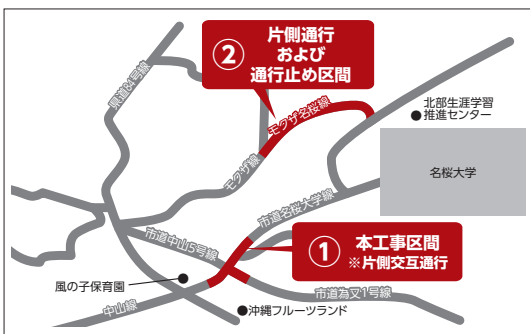 ②
片側通行
および
通行止め区間
県道84号線
モクザ名桜線
北部生涯学習
推進センター
モクザ線
名桜大学
市道名桜大学線
市道中山5号線
①
本工事区間
※片側交互通行
風の子保育園
中山線
沖縄フルーツランド
市道為又1号線